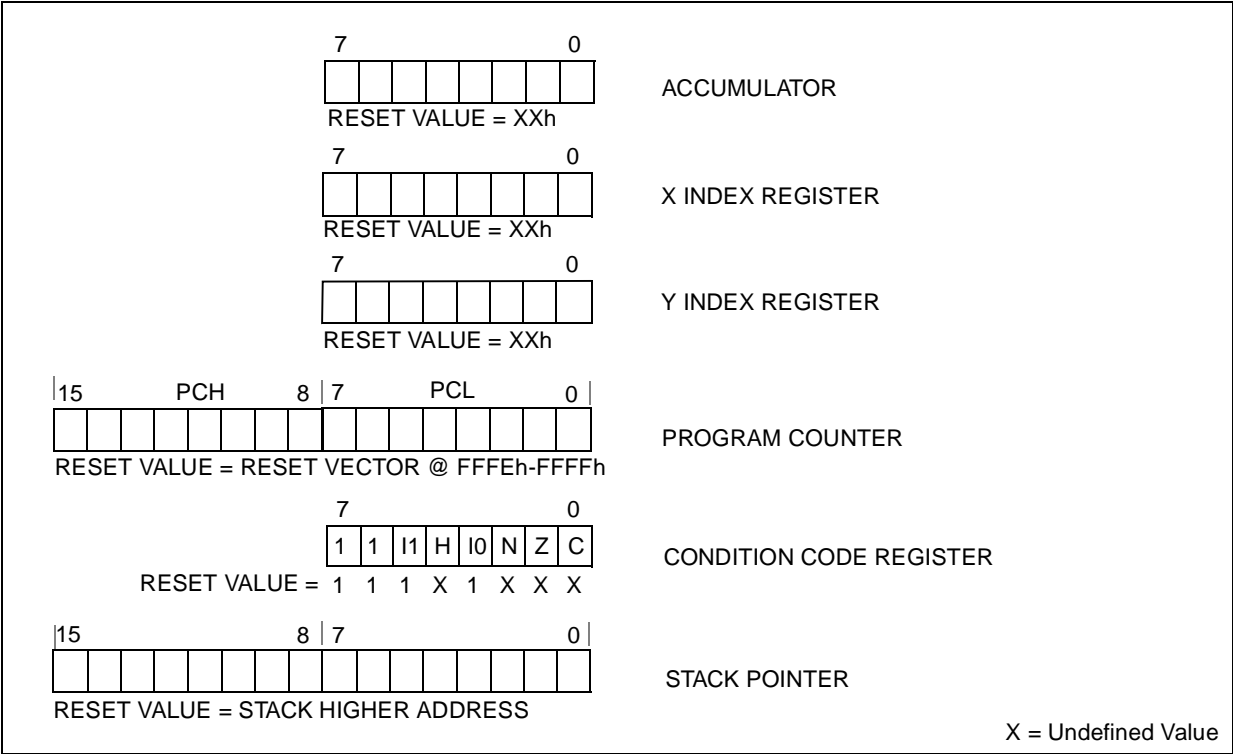 7 0
ACCUMULATOR
RESET VALUE = XXh
7 0
X INDEX REGISTER
RESET VALUE = XXh
7 0
Y INDEX REGISTER
RESET VALUE = XXh
15 PCH 8 7 PCL 0
PROGRAM COUNTER
RESET VALUE = RESET VECTOR @ FFFEh-FFFFh
7 0
1 1 I1 H I0 N Z C
CONDITION CODE REGISTER
RESET VALUE = 1 1 1 X 1 X X X
15 8 7 0
STACK POINTER
RESET VALUE = STACK HIGHER ADDRESS
X = Undefined Value